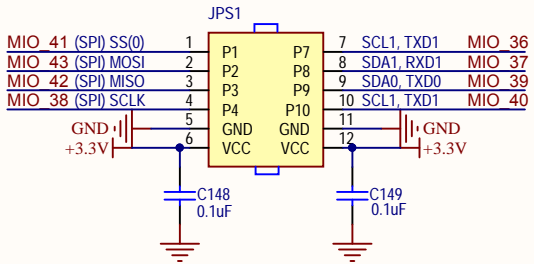 JPS1
MIO_41 (SPI) SS(0) 1 P1 P7 7 SCL1, TXD1 MIO_36
MIO_43 (SPI) MOSI 2 P2 P8 8 SDA1, RXD1 MIO_37
MIO_42 (SPI) MISO 3 P3 P9 9 SDA0, TXD0 MIO_39
MIO_38 (SPI) SCLK 4 P4 P10 10 SCL1, TXD1 MIO_40
GND 5 GND GND 11 GND
+3.3V 6 VCC VCC 12 +3.3V
C148 C149
0.1uF 0.1uF